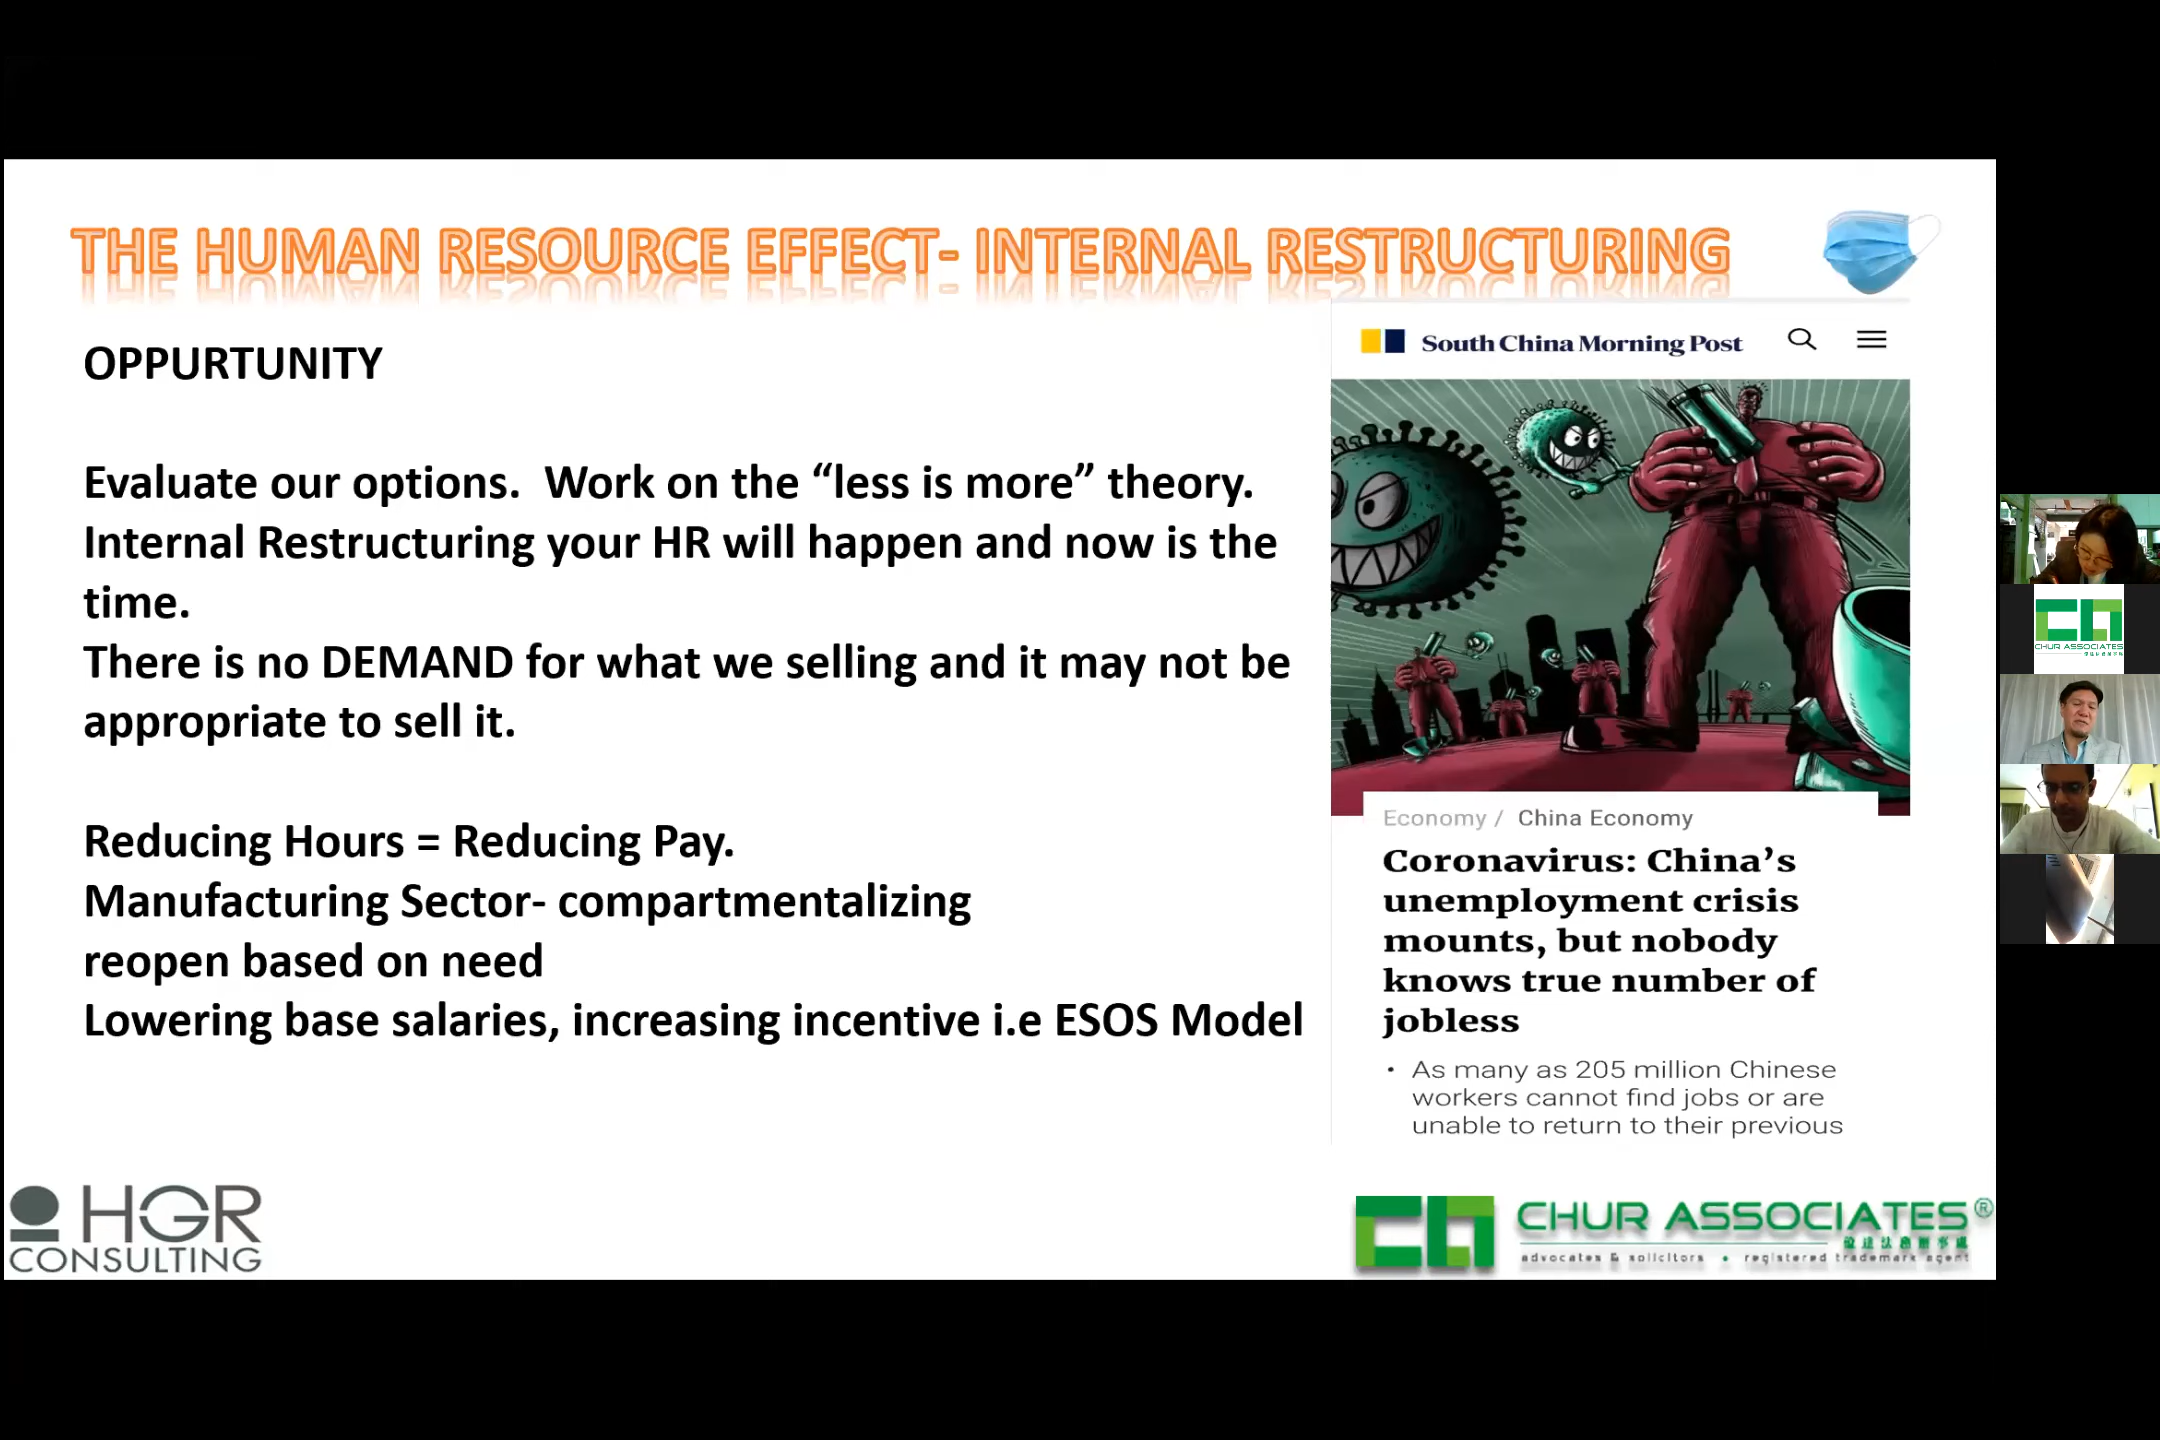 THE HUMAN RESOURCE EFFECT- INTERNAL RESTRUCTURING
OPPURTUNITY
Evaluate our options.  Work on the “less is more” theory.
Internal Restructuring your HR will happen and now is the
time.
There is no DEMAND for what we selling and it may not be
appropriate to sell it.
Reducing Hours = Reducing Pay.
Manufacturing Sector- compartmentalizing
reopen based on need
Lowering base salaries, increasing incentive i.e ESOS Model
South China Morning Post
Economy / China Economy
Coronavirus: China’s
unemployment crisis
mounts, but nobody
knows true number of
jobless
• As many as 205 million Chinese
workers cannot find jobs or are
unable to return to their previous
HGR
CONSULTING
CHUR ASSOCIATES®
advocates & solicitors • registered trademark agent
CHUR ASSOCIATES